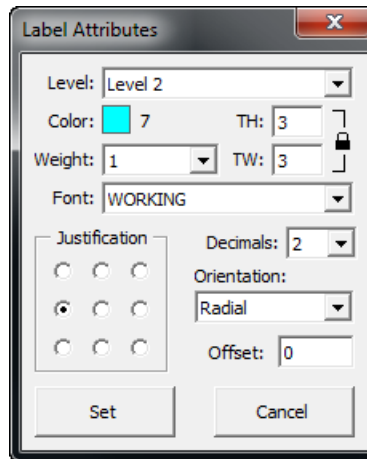 Label Attributes
Level: Level 2
Color: 7 TH: 3
Weight: 1 TW: 3
Font: WORKING
Justification Decimals: 2
Orientation:
Radial
Offset: 0
Set Cancel